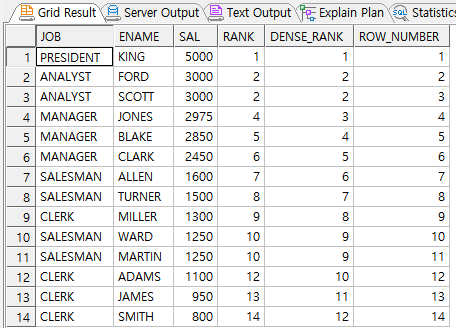 Grid Result Server Output Text Output Explain Plan Statistics
JOB ENAME SAL RANK DENSE_RANK ROW_NUMBER
1 PRESIDENT KING 5000 1 1 1
2 ANALYST FORD 3000 2 2 2
3 ANALYST SCOTT 3000 2 2 3
4 MANAGER JONES 2975 4 3 4
5 MANAGER BLAKE 2850 5 4 5
6 MANAGER CLARK 2450 6 5 6
7 SALESMAN ALLEN 1600 7 6 7
8 SALESMAN TURNER 1500 8 7 8
9 CLERK MILLER 1300 9 8 9
10 SALESMAN WARD 1250 10 9 10
11 SALESMAN MARTIN 1250 10 9 11
12 CLERK ADAMS 1100 12 10 12
13 CLERK JAMES 950 13 11 13
14 CLERK SMITH 800 14 12 14